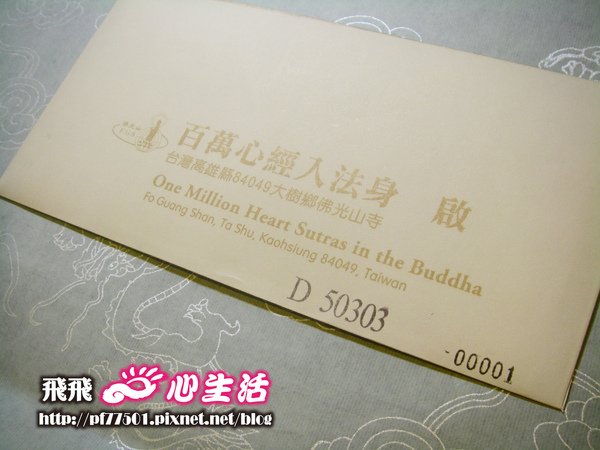 百萬心經入法身 啟
台灣高雄縣84049大樹鄉佛光山寺
One Million Heart Sutras in the Buddha
Fo Guang Shan, Ta Shu, Kaohsiung 84049, Taiwan
D 50303
-00001
飛飛 心生活
http://pf77501.pixnet.net/blog